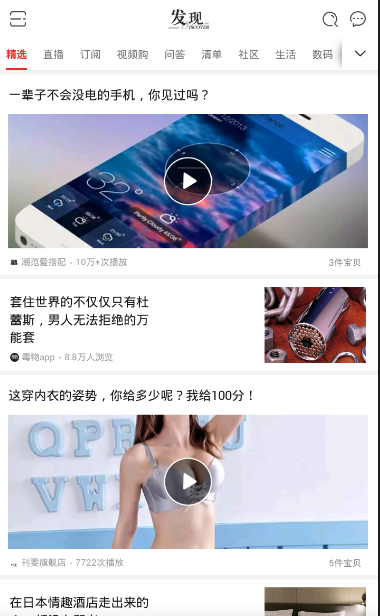 发现
DISCOVER
精选 直播 订阅 视频购 问答 清单 社区 生活 数码
一辈子不会没电的手机，你见过吗？
32°
Partly Cloudy
潮范爱搭配 · 10万+次播放 3件宝贝
套住世界的不仅仅只有杜
蕾斯，男人无法拒绝的万
能套
毒物app · 8.8万人浏览
这穿内衣的姿势，你给多少呢？我给100分！
QPR
VW
刊雯旗舰店 · 7722次播放 5件宝贝
在日本情趣酒店走出来的